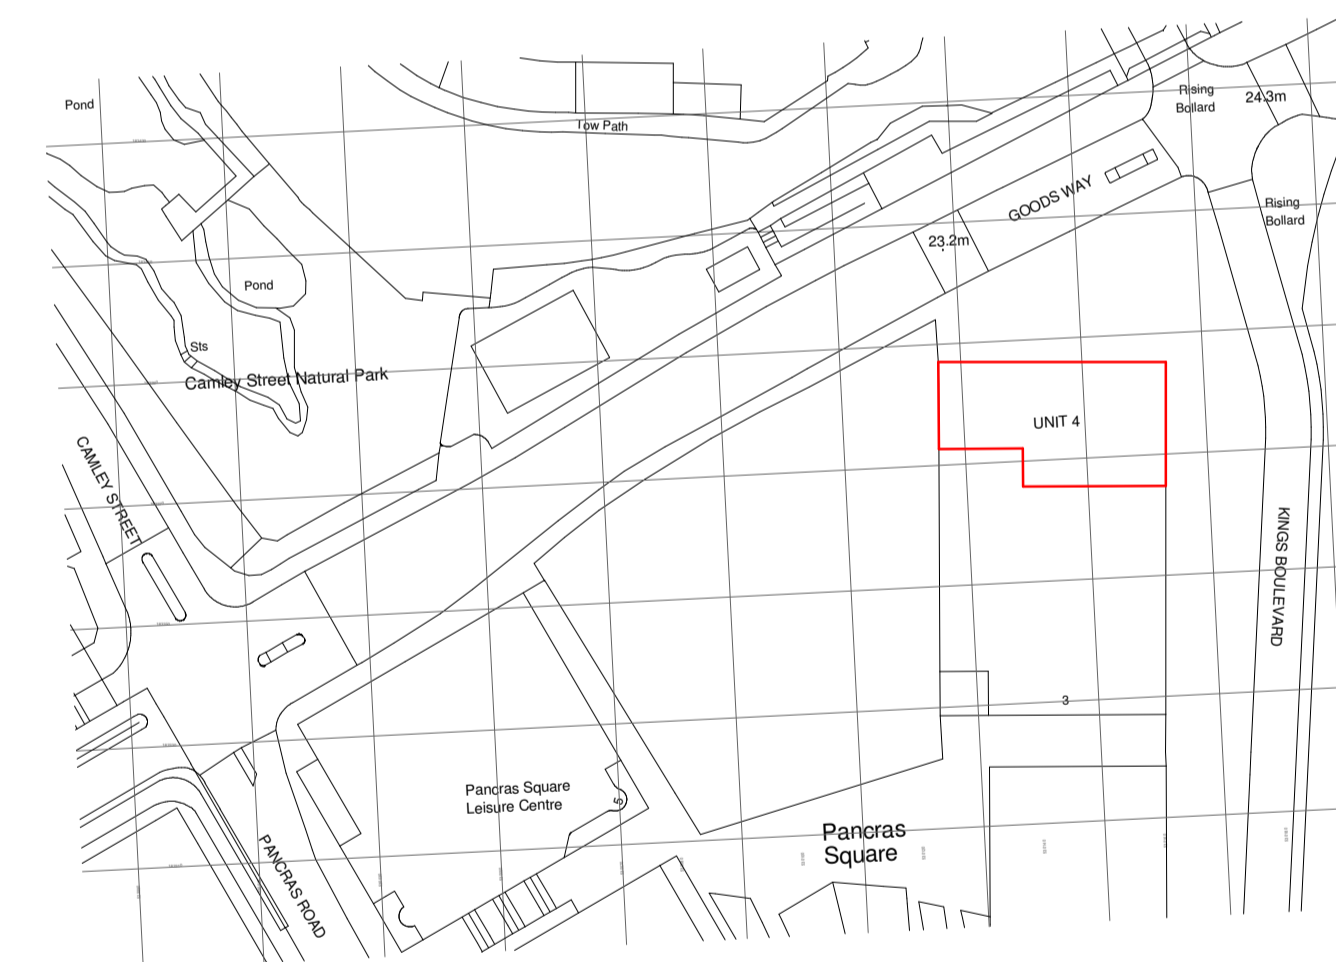 Pond
Tow Path
Rising
Bollard
24.3m
GOODS WAY
Rising
Bollard
23.2m
Pond
Sts
Camley Street Natural Park
UNIT 4
CAMLEY STREET
KINGS BOULEVARD
3
Pancras Square
Leisure Centre
5
Pancras
Square
PANCRAS ROAD